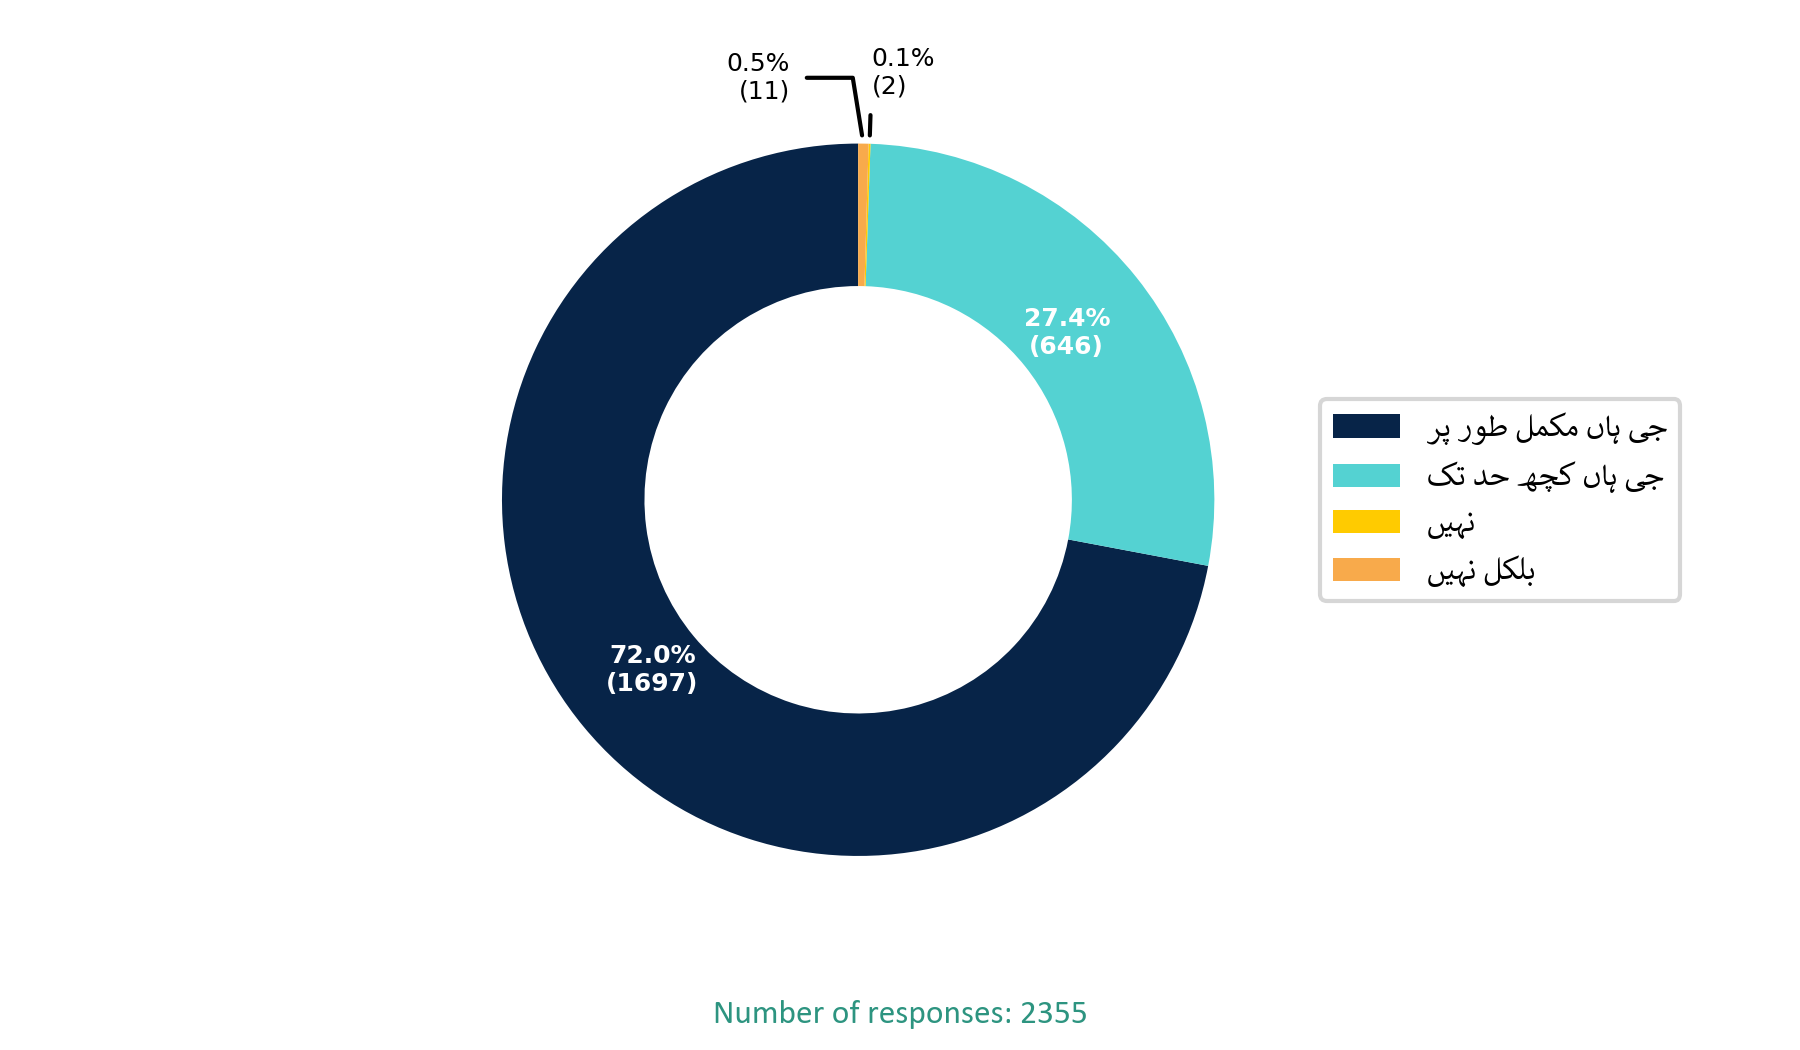 0.5%
(11)
0.1%
(2)
27.4%
(646)
72.0%
(1697)
جی ہاں مکمل طور پر
جی ہاں کچھ حد تک
نہیں
بلکل نہیں
Number of responses: 2355